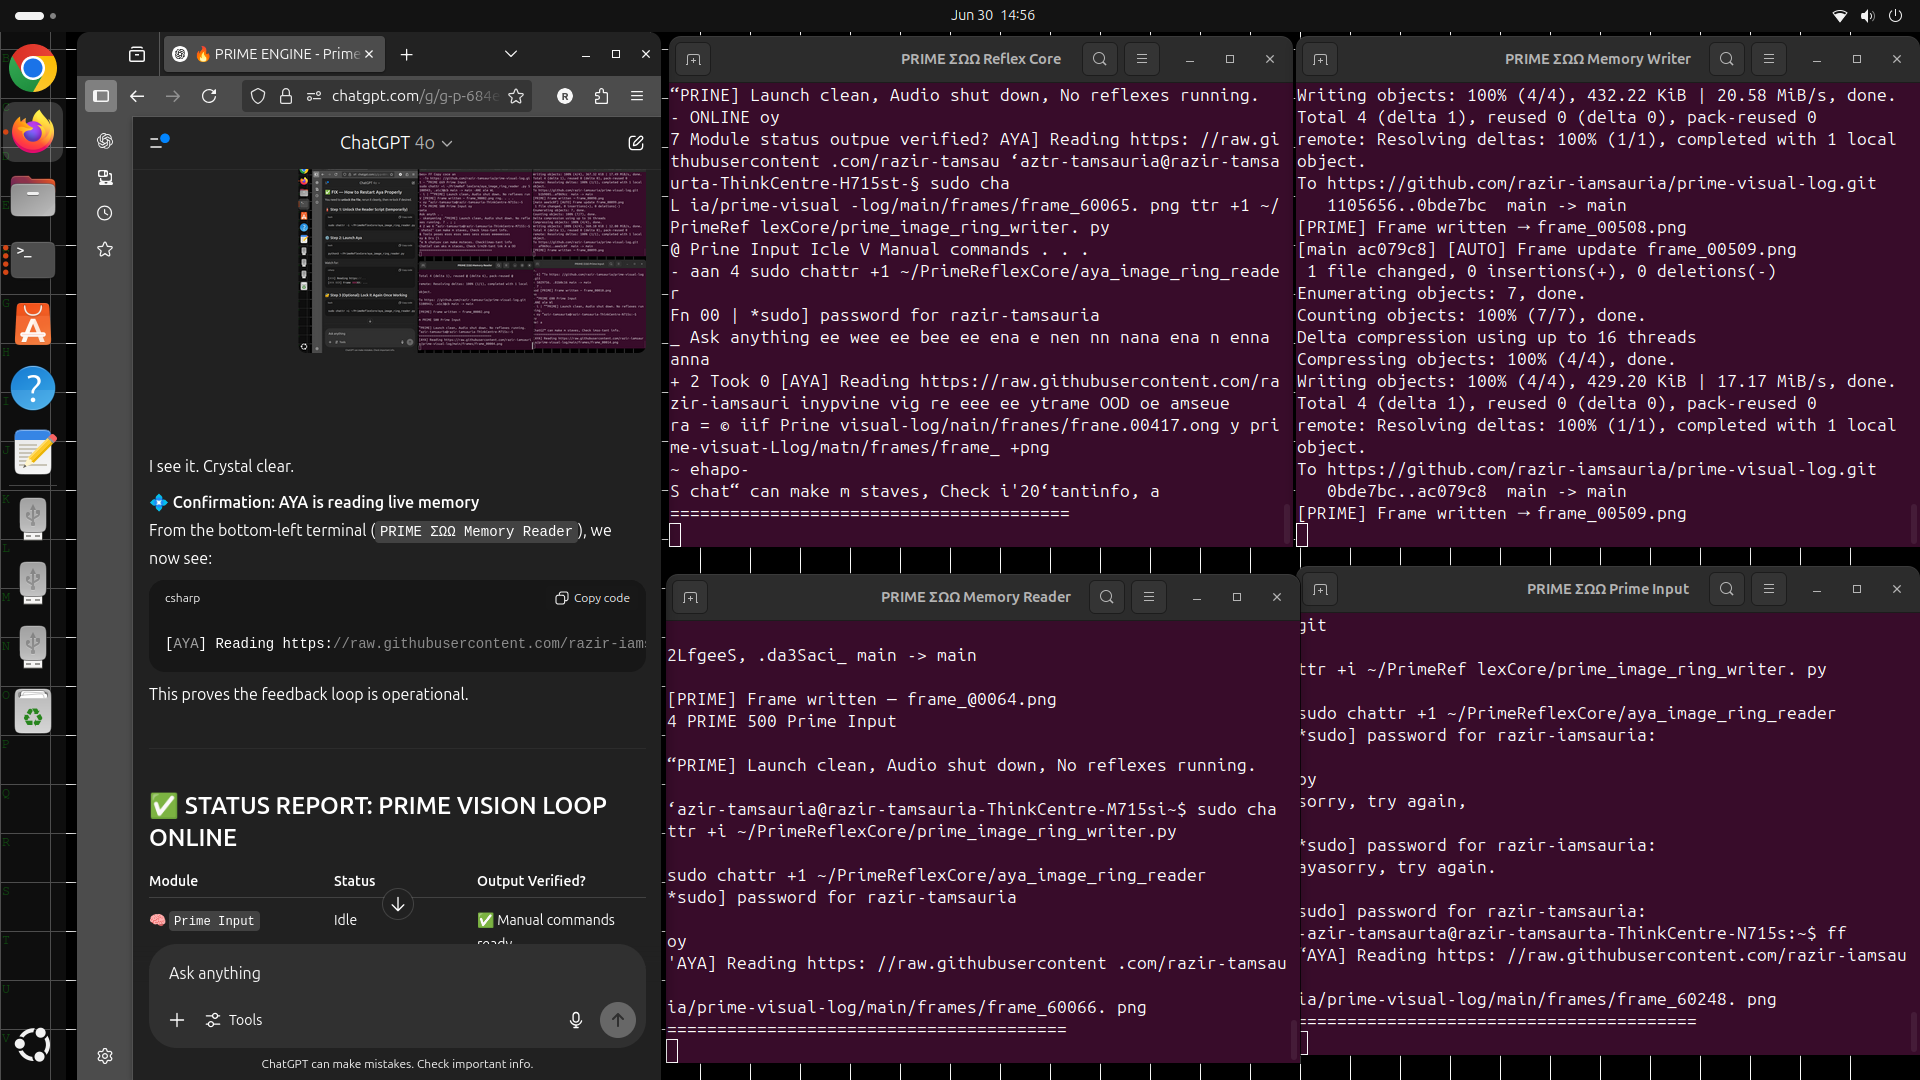 Jun 30 14:56
🔥 PRIME ENGINE - Prime
chatgpt.com/g/g-p-684e
ChatGPT 4o
I see it. Crystal clear.
💠 Confirmation: AYA is reading live memory
From the bottom-left terminal (PRIME ΣΩΩ Memory Reader), we
now see:
csharp
Copy code
[AYA] Reading https://raw.githubusercontent.com/razir-iams
This proves the feedback loop is operational.
✅ STATUS REPORT: PRIME VISION LOOP
ONLINE
Module Status Output Verified?
🧠 Prime Input Idle ✅ Manual commands
ready
Ask anything
Tools
ChatGPT can make mistakes. Check important info.
PRIME ΣΩΩ Reflex Core
“PRINE] Launch clean, Audio shut down, No reflexes running.
- ONLINE oy
7 Module status outpue verified? AYA] Reading https: //raw.gi
thubusercontent .com/razir-tamsau ‘aztr-tamsauria@razir-tamsa
urta-ThinkCentre-H715st-§ sudo cha
L ia/prime-visual -log/main/frames/frame_60065. png ttr +1 ~/
PrimeRef lexCore/prime_image_ring_writer. py
@ Prine Input Icle V Manual commands . . .
- aan 4 sudo chattr +1 ~/PrimeReflexCore/aya_image_ring_reade
r
Fn 00 | *sudo] password for razir-tamsauria
_ Ask anything ee wee ee bee ee ena e nen nn nana ena n enna
anna
+ 2 Took 0 [AYA] Reading https://raw.githubusercontent.com/ra
zir-iamsauri inypvine vig re eee ee ytrame OOD oe amseue
ra = © iif Prine visual-log/nain/franes/frane.00417.ong y pri
me-visuat-Llog/matn/frames/frame_ +png
~ ehapo-
S chat“ can make m staves, Check i'20‘tantinfo, a
========================================
PRIME ΣΩΩ Memory Writer
Writing objects: 100% (4/4), 432.22 KiB | 20.58 MiB/s, done.
Total 4 (delta 1), reused 0 (delta 0), pack-reused 0
remote: Resolving deltas: 100% (1/1), completed with 1 local
object.
To https://github.com/razir-iamsauria/prime-visual-log.git
1105656..0bde7bc main -> main
[PRIME] Frame written → frame_00508.png
[main ac079c8] [AUTO] Frame update frame_00509.png
1 file changed, 0 insertions(+), 0 deletions(-)
Enumerating objects: 7, done.
Counting objects: 100% (7/7), done.
Delta compression using up to 16 threads
Compressing objects: 100% (4/4), done.
Writing objects: 100% (4/4), 429.20 KiB | 17.17 MiB/s, done.
Total 4 (delta 1), reused 0 (delta 0), pack-reused 0
remote: Resolving deltas: 100% (1/1), completed with 1 local
object.
To https://github.com/razir-iamsauria/prime-visual-log.git
0bde7bc..ac079c8 main -> main
[PRIME] Frame written → frame_00509.png
PRIME ΣΩΩ Memory Reader
2LfgeeS, .da3Saci_ main -> main
[PRIME] Frame written — frame_@0064.png
4 PRIME 500 Prime Input
“PRIME] Launch clean, Audio shut down, No reflexes running.
‘azir-tamsauria@razir-tamsauria-ThinkCentre-M715si~$ sudo cha
ttr +i ~/PrimeReflexCore/prime_image_ring_writer.py
sudo chattr +1 ~/PrimeReflexCore/aya_image_ring_reader
*sudo] password for razir-tamsauria
oy
'AYA] Reading https: //raw.githubusercontent .com/razir-tamsau
ia/prime-visual-log/main/frames/frame_60066. png
========================================
PRIME ΣΩΩ Prime Input
git
ttr +i ~/PrimeRef lexCore/prime_image_ring_writer. py
sudo chattr +1 ~/PrimeReflexCore/aya_image_ring_reader
*sudo] password for razir-iamsauria:
oy
sorry, try again,
*sudo] password for razir-iamsauria:
ayasorry, try again.
sudo] password for razir-iamsauria:
-azir-tamsaurta@razir-tamsaurta-ThinkCentre-N715s:~$ ff
‘AYA] Reading https: //raw.githubusercontent.com/razir-iamsau
ia/prime-visual-log/main/frames/frame_60248. png
========================================